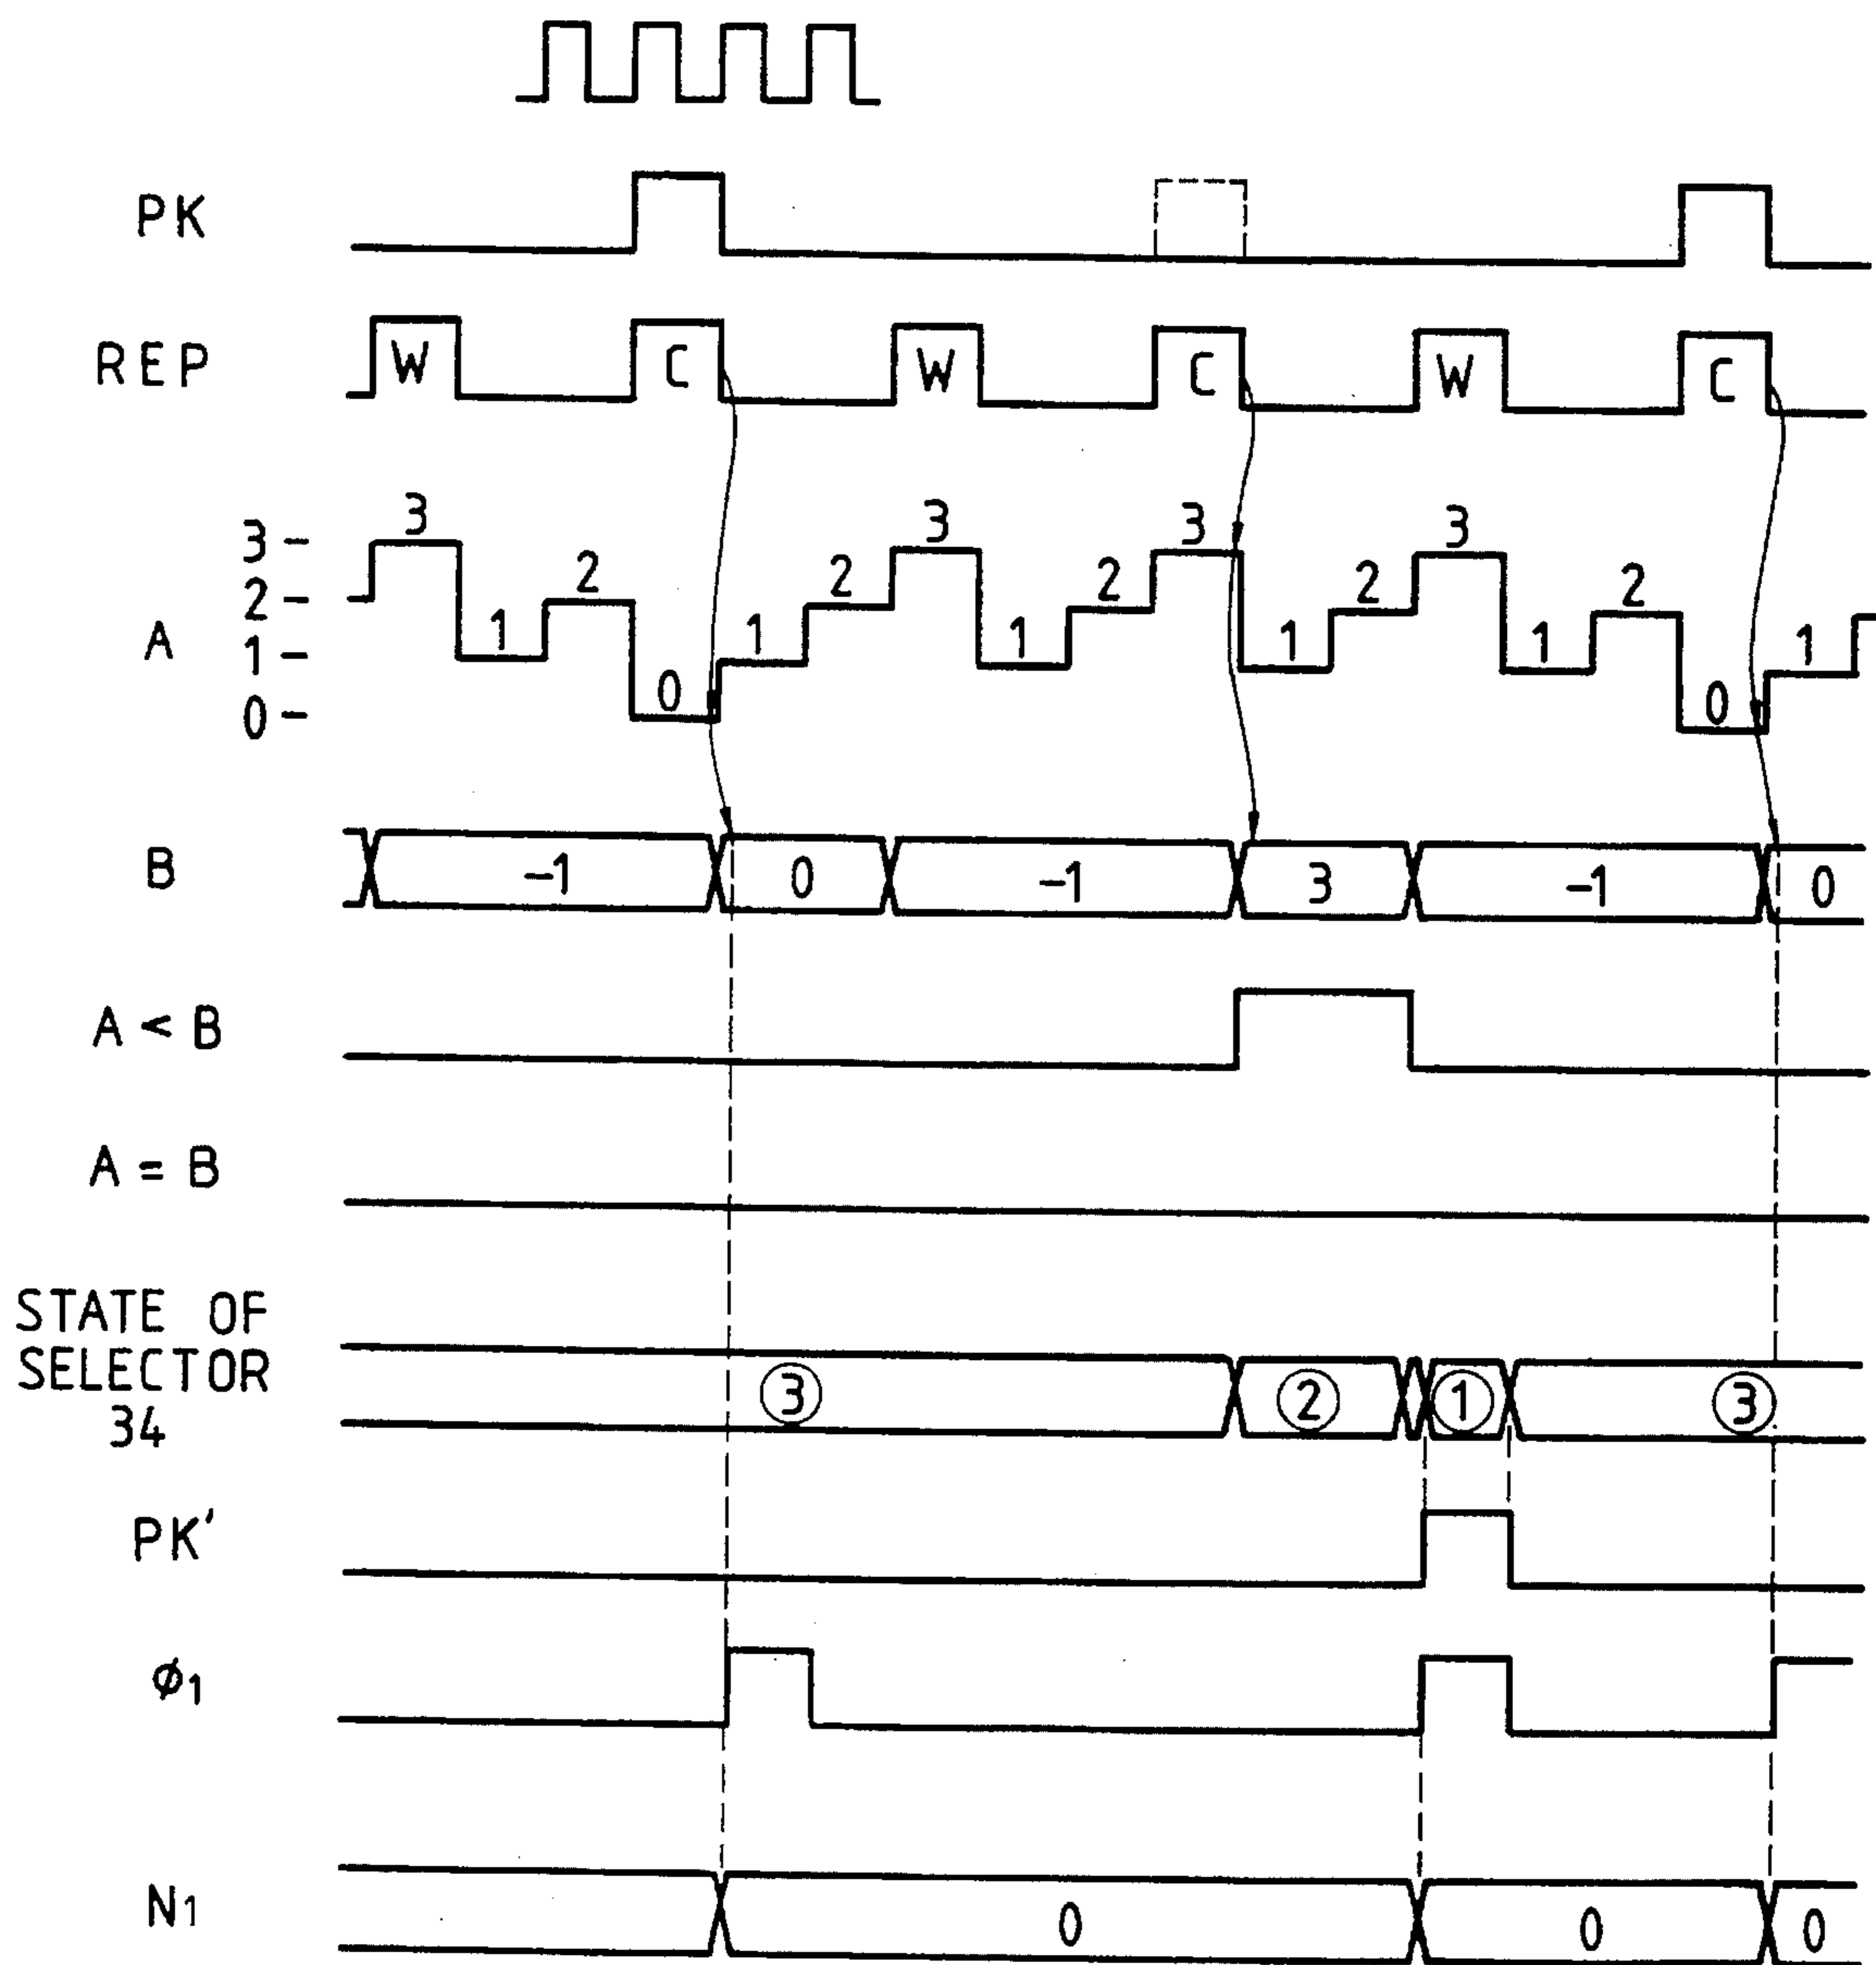 PK
REP W C W C W C
3
3 – 3 3 3
2 – 2 2 2 2 2
A 1 – 1 1 1 1 1 1
0 – 0 0
B -1 0 -1 3 -1 0
A < B
A = B
STATE OF
SELECTOR
34
③ ② ① ③
PK'
ø1
N1 0 0 0